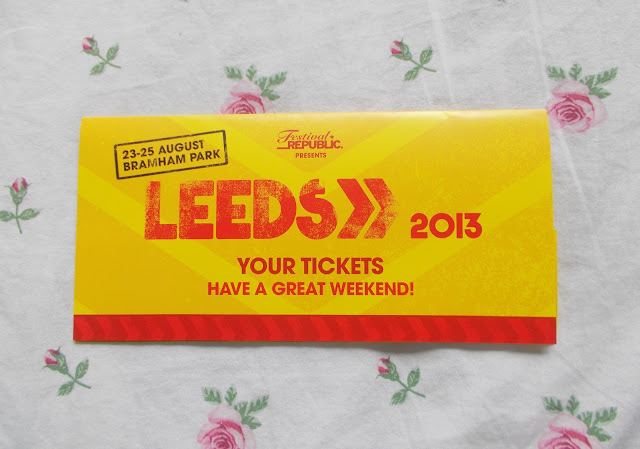 23-25 AUGUST
BRAMHAM PARK
Festival
REPUBLIC.
PRESENTS
LEEDS
2013
YOUR TICKETS
HAVE A GREAT WEEKEND!